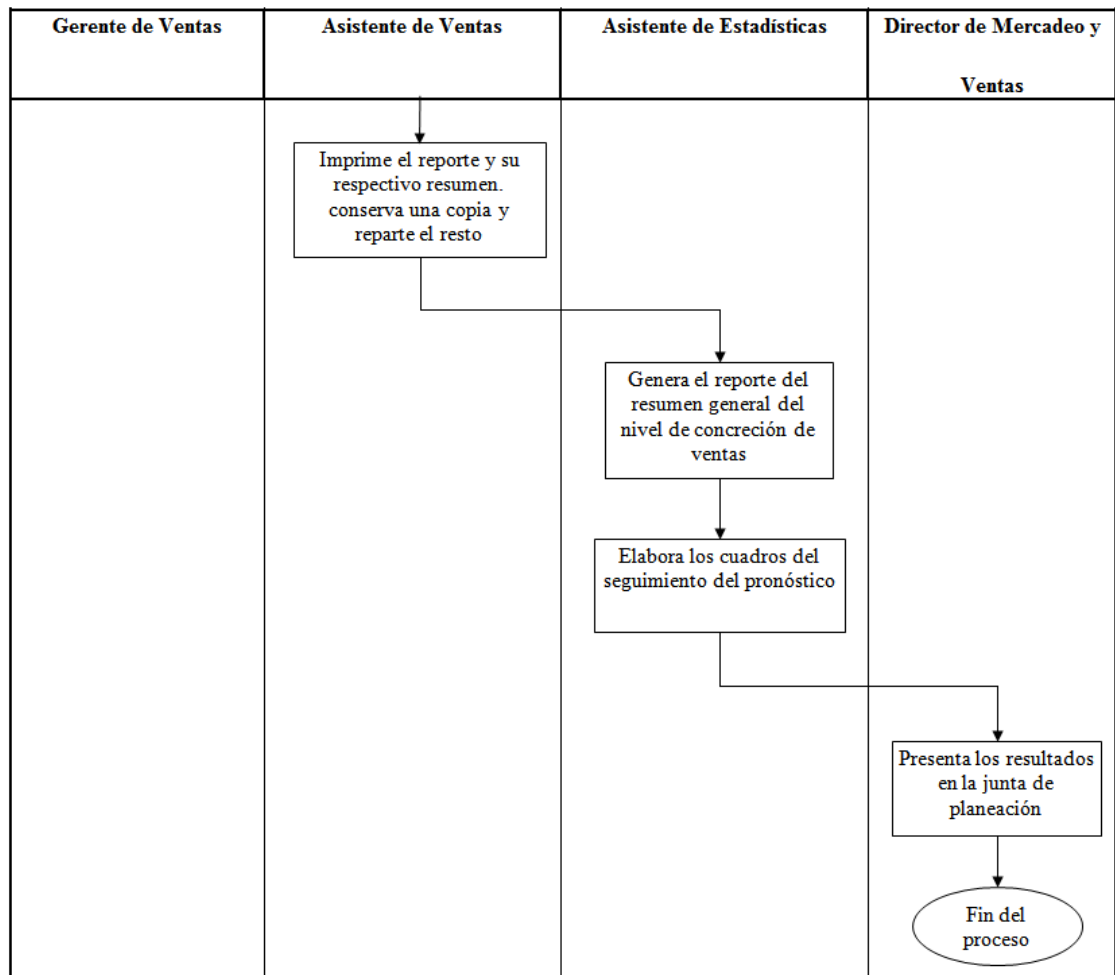 Gerente de Ventas
Asistente de Ventas
Asistente de Estadísticas
Director de Mercadeo y
Ventas
Imprime el reporte y su
respectivo resumen.
conserva una copia y
reparte el resto
Genera el reporte del
resumen general del
nivel de concreción de
ventas
Elabora los cuadros del
seguimiento del pronóstico
Presenta los resultados
en la junta de
planeación
Fin del
proceso